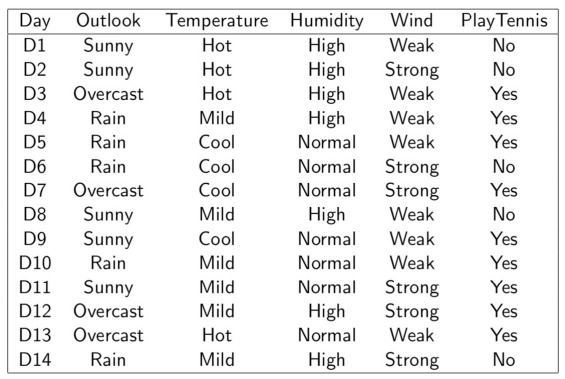 Day Outlook Temperature Humidity Wind PlayTennis
D1 Sunny Hot High Weak No
D2 Sunny Hot High Strong No
D3 Overcast Hot High Weak Yes
D4 Rain Mild High Weak Yes
D5 Rain Cool Normal Weak Yes
D6 Rain Cool Normal Strong No
D7 Overcast Cool Normal Strong Yes
D8 Sunny Mild High Weak No
D9 Sunny Cool Normal Weak Yes
D10 Rain Mild Normal Weak Yes
D11 Sunny Mild Normal Strong Yes
D12 Overcast Mild High Strong Yes
D13 Overcast Hot Normal Weak Yes
D14 Rain Mild High Strong No